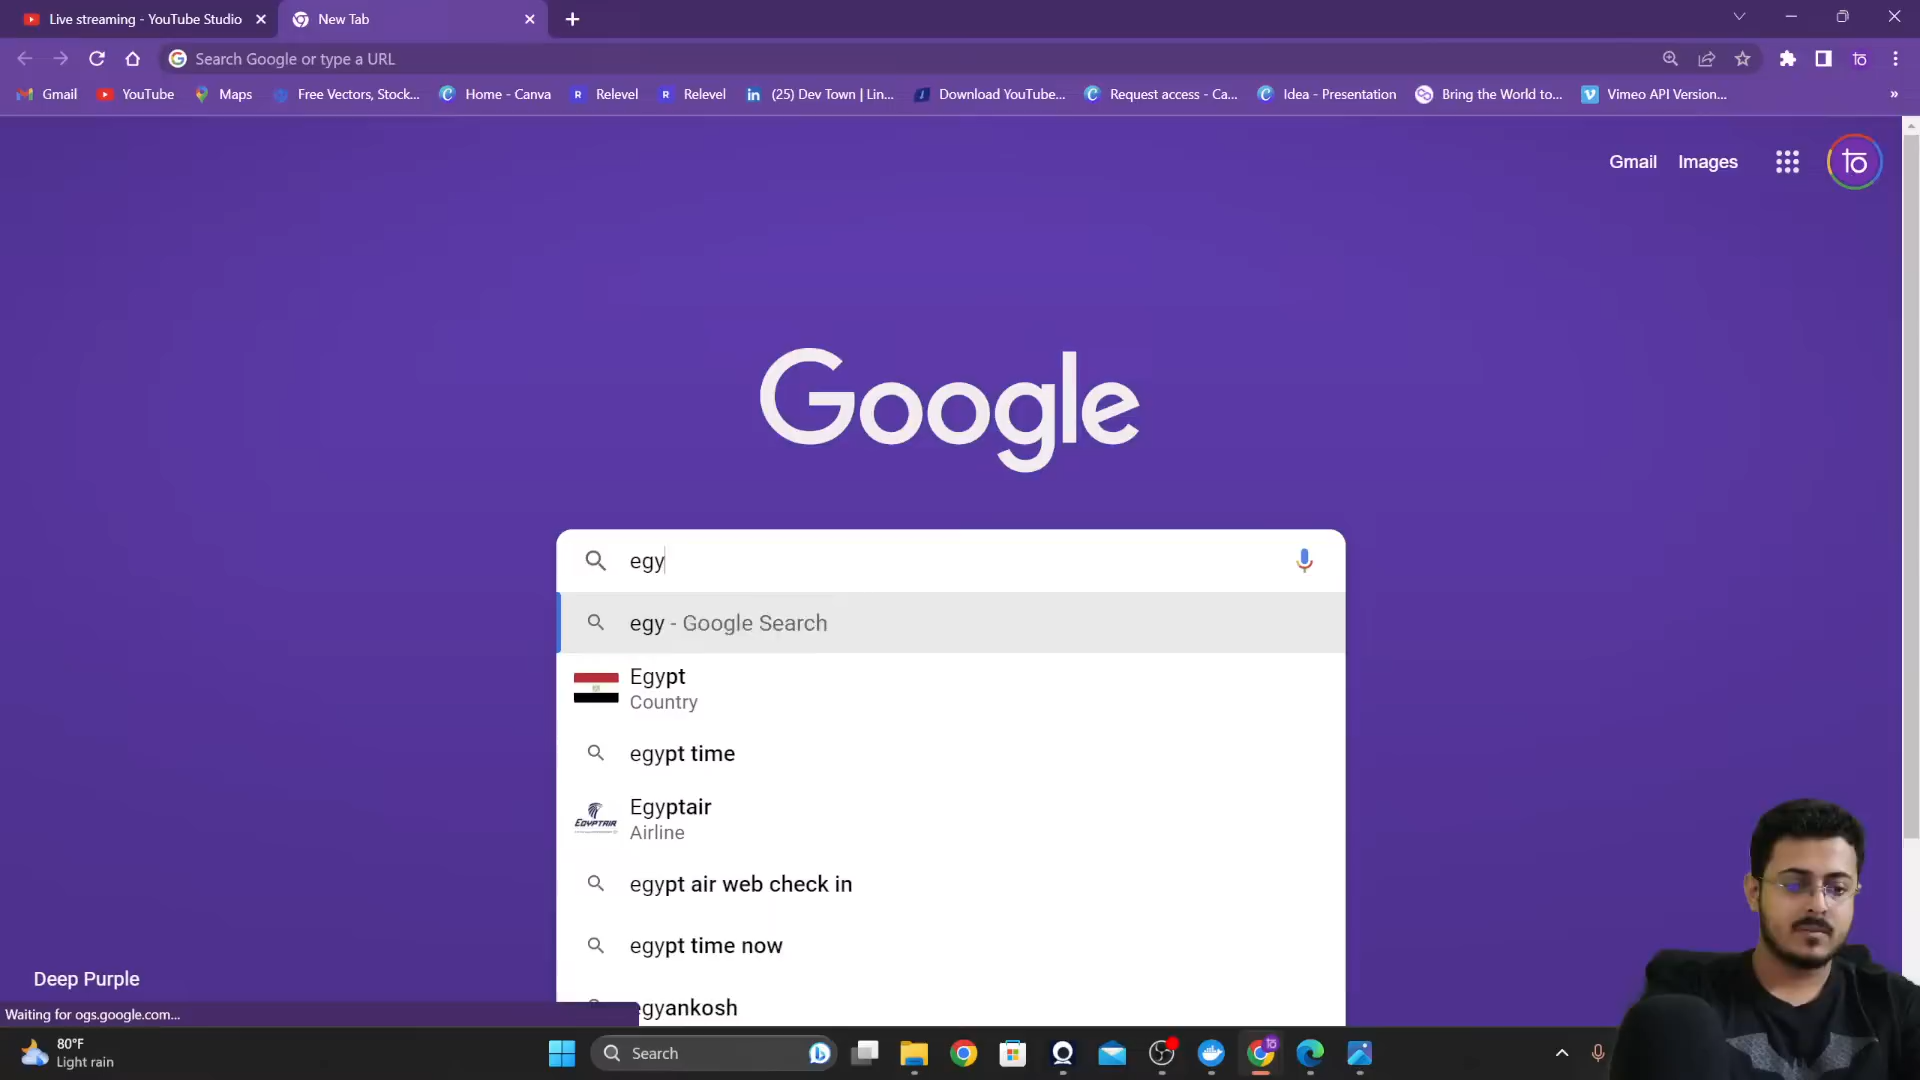 Live streaming - YouTube Studio
New Tab
Search Google or type a URL
Gmail
YouTube
Maps
Free Vectors, Stock...
Home - Canva
Relevel
Relevel
(25) Dev Town | Lin...
Download YouTube...
Request access - Ca...
Idea - Presentation
Bring the World to...
Vimeo API Version...
»
Gmail
Images
Google
egy
egy - Google Search
Egypt
Country
egypt time
EGYPTAIR
Egyptair
Airline
egypt air web check in
egypt time now
egyankosh
Deep Purple
Waiting for ogs.google.com...
80°F
Light rain
Search